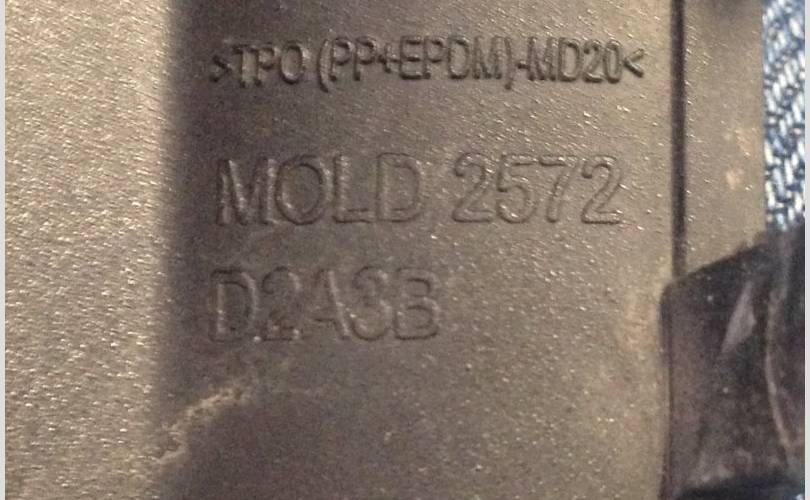 >TPO (PP+EPDM)-MD20<
MOLD 2572
D2A3B